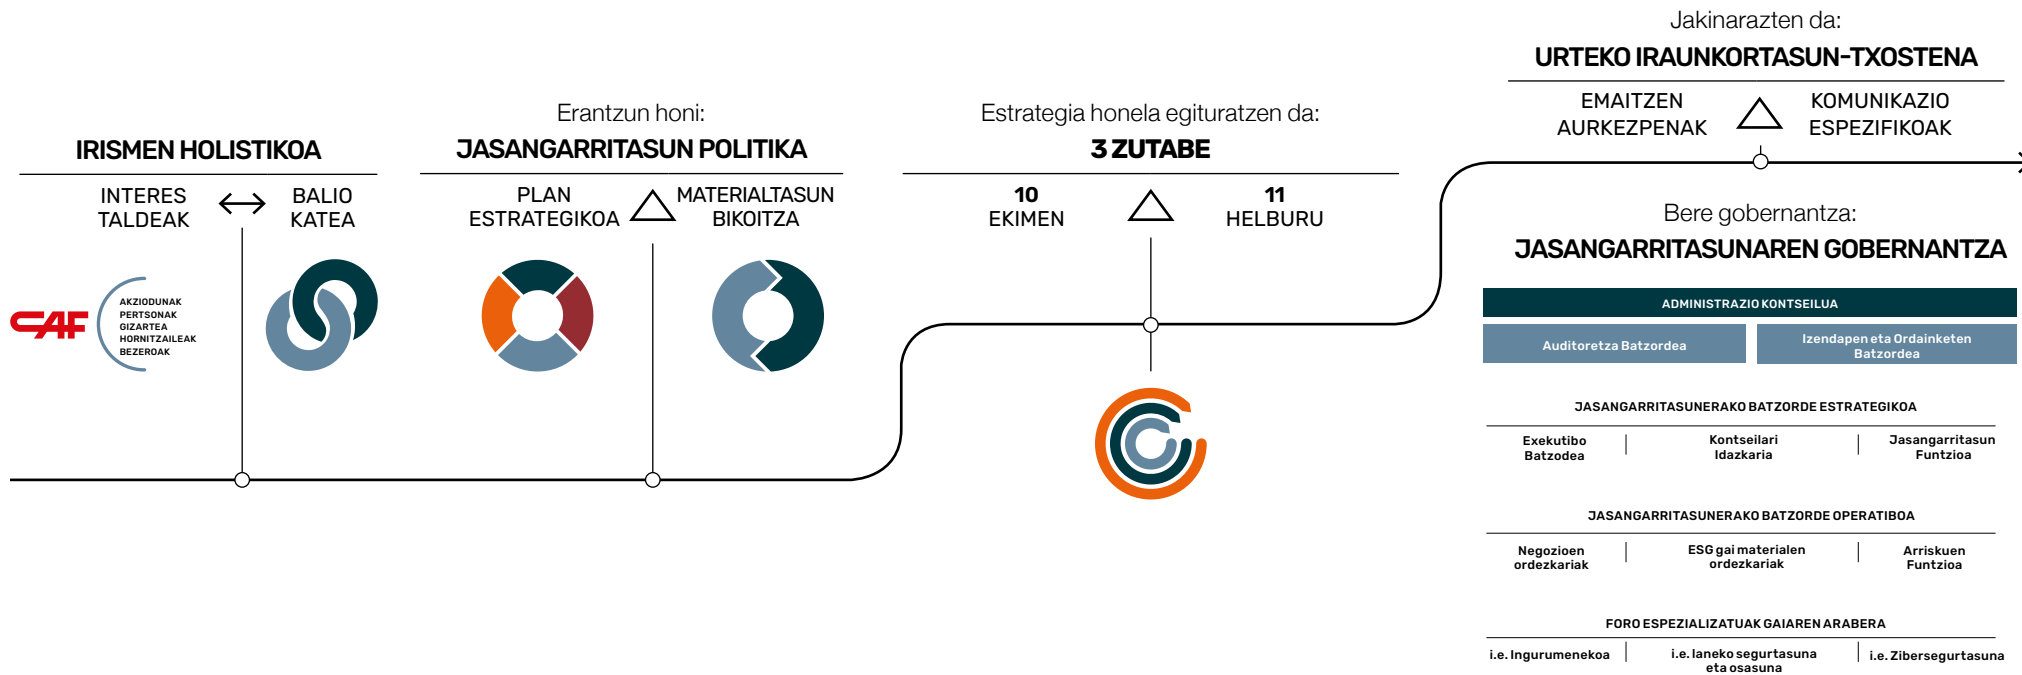 IRISMEN HOLISTIKOA
INTERES
TALDEAK
BALIO
KATEA
CAF
AKZIODUNAK
PERTSONAK
GIZARTEA
HORNITZAILEAK
BEZEROAK
Erantzun honi:
JASANGARRITASUN POLITIKA
PLAN
ESTRATEGIKOA
MATERIALTASUN
BIKOITZA
Estrategia honela egituratzen da:
3 ZUTABE
10
EKIMEN
11
HELBURU
Jakinarazten da:
URTEKO IRAUNKORTASUN-TXOSTENA
EMAITZEN
AURKEZPENAK
KOMUNIKAZIO
ESPEZIFIKOAK
Bere gobernantza:
JASANGARRITASUNAREN GOBERNANTZA
ADMINISTRAZIO KONTSEILUA
Auditoretza Batzordea
Izendapen eta Ordainketen
Batzordea
JASANGARRITASUNERAKO BATZORDE ESTRATEGIKOA
Exekutibo
Batzodea
Kontseilari
Idazkaria
Jasangarritasun
Funtzioa
JASANGARRITASUNERAKO BATZORDE OPERATIBOA
Negozioen
ordezkariak
ESG gai materialen
ordezkariak
Arriskuen
Funtzioa
FORO ESPEZIALIZATUAK GAIAREN ARABERA
i.e. Ingurumenekoa
i.e. laneko segurtasuna
eta osasuna
i.e. Zibersegurtasuna